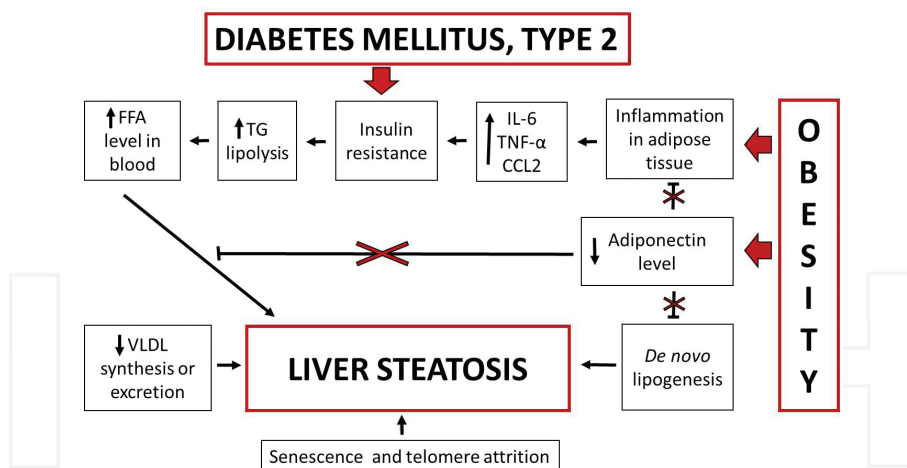 DIABETES MELLITUS, TYPE 2
↑FFA
level in
blood
↑TG
lipolysis
Insulin
resistance
↑ IL-6
TNF-α
CCL2
Inflammation
in adipose
tissue
OBESITY
↓ Adiponectin
level
↓VLDL
synthesis or
excretion
LIVER STEATOSIS
De novo
lipogenesis
Senescence and telomere attrition